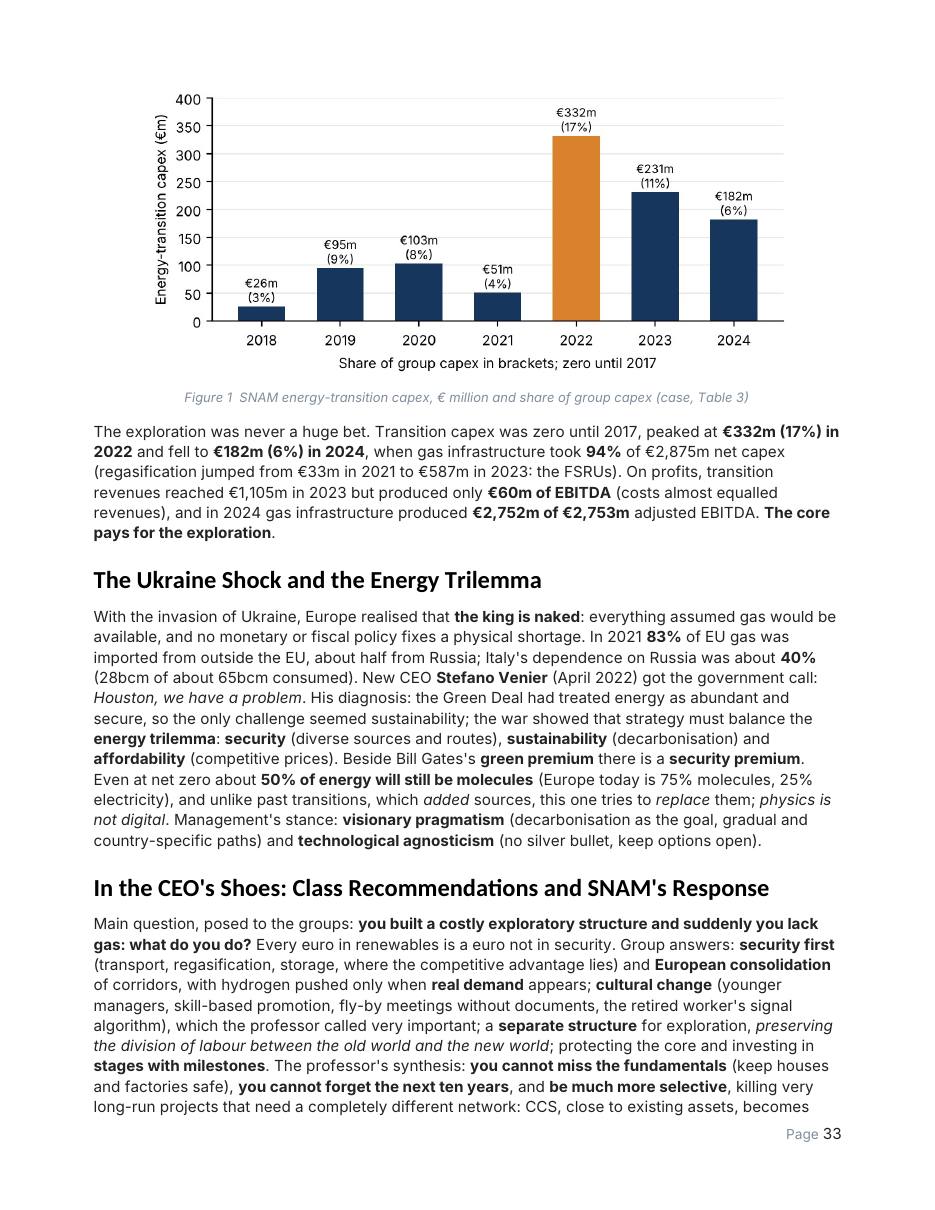 400
350
300
250
200
150
100
50
0
Energy-transition capex (€m)
€26m
(3%)
€95m
(9%)
€103m
(8%)
€51m
(4%)
€332m
(17%)
€231m
(11%)
€182m
(6%)
2018 2019 2020 2021 2022 2023 2024
Share of group capex in brackets; zero until 2017
Figure 1 SNAM energy-transition capex, € million and share of group capex (case, Table 3)
The exploration was never a huge bet. Transition capex was zero until 2017, peaked at €332m (17%) in
2022 and fell to €182m (6%) in 2024, when gas infrastructure took 94% of €2,875m net capex
(regasification jumped from €33m in 2021 to €587m in 2023: the FSRUs). On profits, transition
revenues reached €1,105m in 2023 but produced only €60m of EBITDA (costs almost equalled
revenues), and in 2024 gas infrastructure produced €2,752m of €2,753m adjusted EBITDA. The core
pays for the exploration.
The Ukraine Shock and the Energy Trilemma
With the invasion of Ukraine, Europe realised that the king is naked: everything assumed gas would be
available, and no monetary or fiscal policy fixes a physical shortage. In 2021 83% of EU gas was
imported from outside the EU, about half from Russia; Italy's dependence on Russia was about 40%
(28bcm of about 65bcm consumed). New CEO Stefano Venier (April 2022) got the government call:
Houston, we have a problem. His diagnosis: the Green Deal had treated energy as abundant and
secure, so the only challenge seemed sustainability; the war showed that strategy must balance the
energy trilemma: security (diverse sources and routes), sustainability (decarbonisation) and
affordability (competitive prices). Beside Bill Gates's green premium there is a security premium.
Even at net zero about 50% of energy will still be molecules (Europe today is 75% molecules, 25%
electricity), and unlike past transitions, which added sources, this one tries to replace them; physics is
not digital. Management's stance: visionary pragmatism (decarbonisation as the goal, gradual and
country-specific paths) and technological agnosticism (no silver bullet, keep options open).
In the CEO's Shoes: Class Recommendations and SNAM's Response
Main question, posed to the groups: you built a costly exploratory structure and suddenly you lack
gas: what do you do? Every euro in renewables is a euro not in security. Group answers: security first
(transport, regasification, storage, where the competitive advantage lies) and European consolidation
of corridors, with hydrogen pushed only when real demand appears; cultural change (younger
managers, skill-based promotion, fly-by meetings without documents, the retired worker's signal
algorithm), which the professor called very important; a separate structure for exploration, preserving
the division of labour between the old world and the new world; protecting the core and investing in
stages with milestones. The professor's synthesis: you cannot miss the fundamentals (keep houses
and factories safe), you cannot forget the next ten years, and be much more selective, killing very
long-run projects that need a completely different network: CCS, close to existing assets, becomes
Page 33